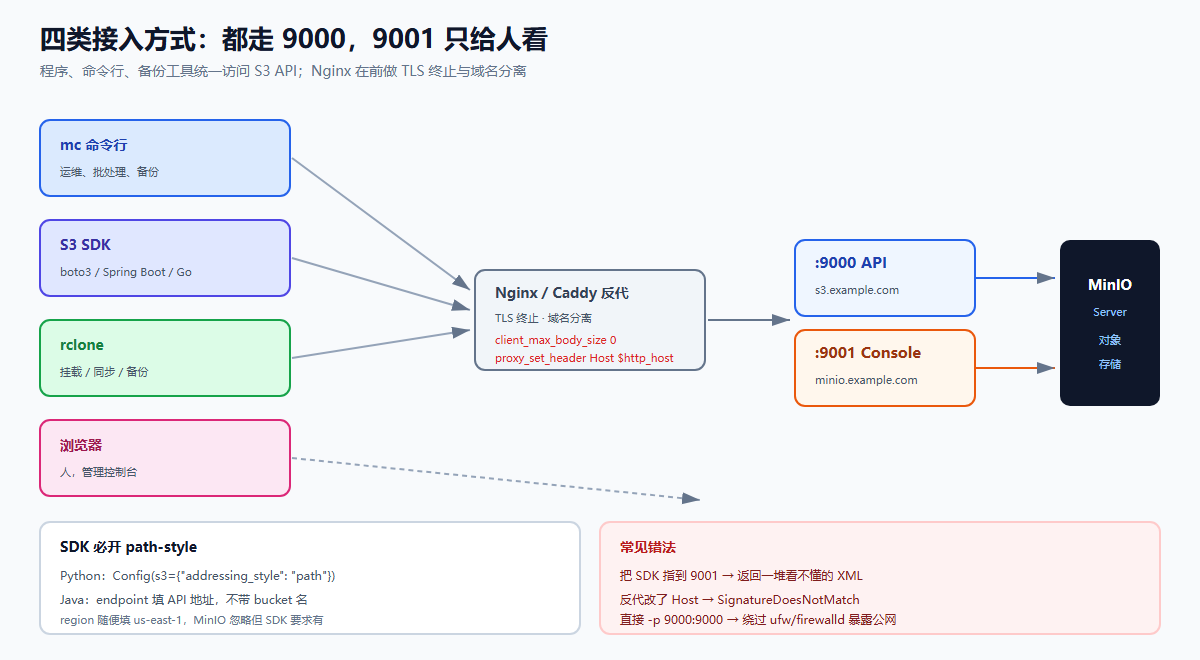 四类接入方式：都走 9000，9001 只给人看
程序、命令行、备份工具统一访问 S3 API；Nginx 在前做 TLS 终止与域名分离
mc 命令行
运维、批处理、备份
S3 SDK
boto3 / Spring Boot / Go
rclone
挂载 / 同步 / 备份
浏览器
人，管理控制台
Nginx / Caddy 反代
TLS 终止 · 域名分离
client_max_body_size 0
proxy_set_header Host $http_host
:9000 API
s3.example.com
:9001 Console
minio.example.com
MinIO
Server
对象
存储
SDK 必开 path-style
Python：Config(s3={"addressing_style": "path"})
Java：endpoint 填 API 地址，不带 bucket 名
region 随便填 us-east-1，MinIO 忽略但 SDK 要求有
常见错法
把 SDK 指到 9001 → 返回一堆看不懂的 XML
反代改了 Host → SignatureDoesNotMatch
直接 -p 9000:9000 → 绕过 ufw/firewalld 暴露公网